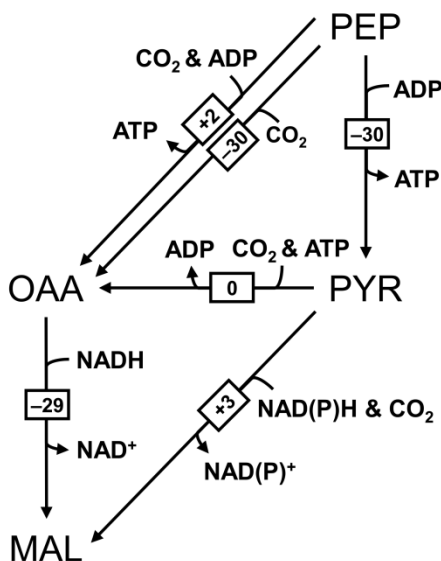 PEP
CO₂ & ADP
ADP
+2
ATP
–30
CO₂
–30
ATP
ADP
CO₂ & ATP
OAA
0
PYR
NADH
–29
+3
NAD(P)H & CO₂
NAD⁺
NAD(P)⁺
MAL